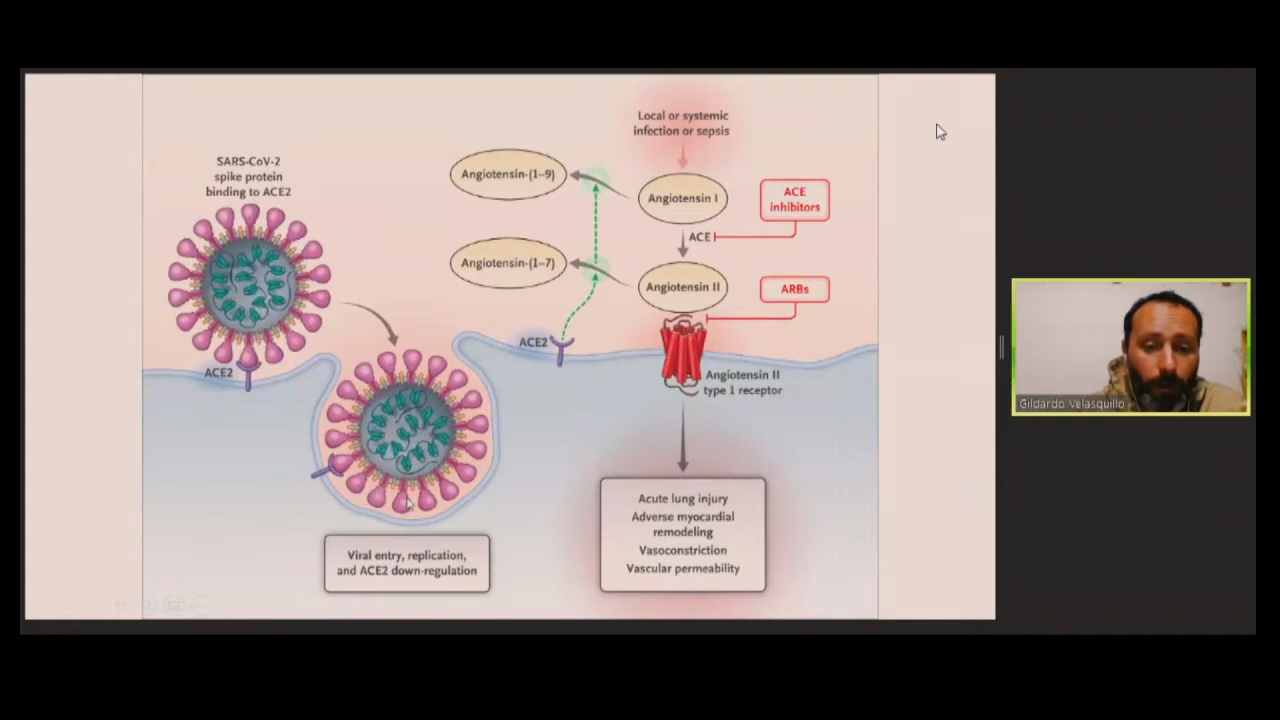 Local or systemic
infection or sepsis
SARS-CoV-2
spike protein
binding to ACE2
Angiotensin-(1–9)
Angiotensin I
ACE
inhibitors
ACE
Angiotensin-(1–7)
Angiotensin II
ARBs
ACE2
ACE2
Angiotensin II
type 1 receptor
Viral entry, replication,
and ACE2 down-regulation
Acute lung injury
Adverse myocardial
remodeling
Vasoconstriction
Vascular permeability
Gildardo Velasquillo